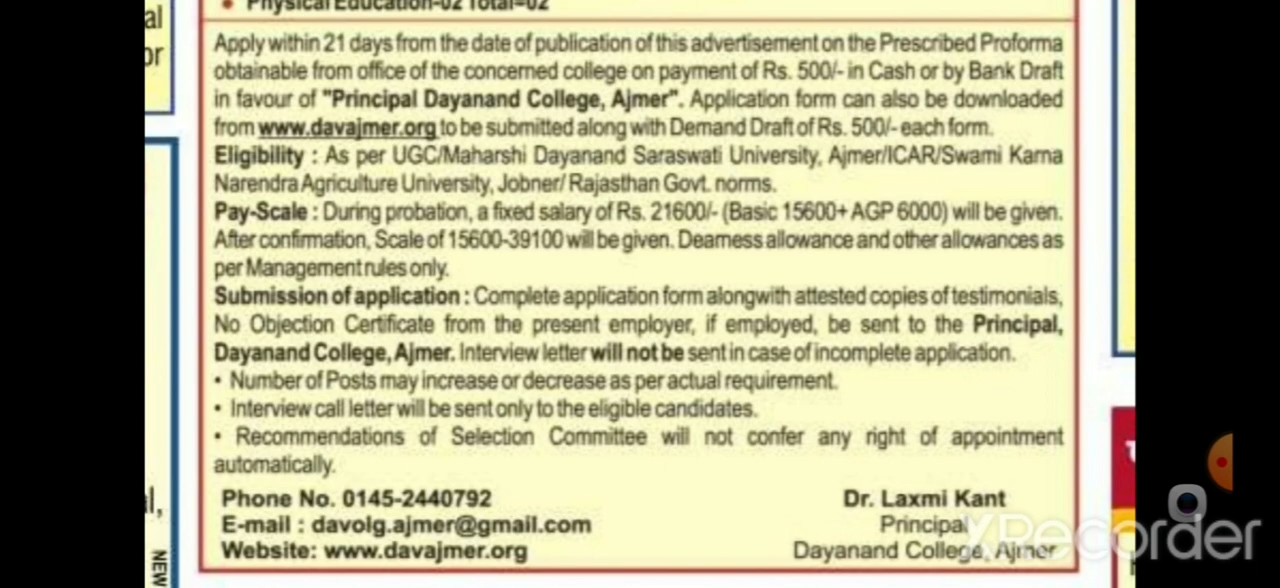 Physical Education-02 Total=02
al
or
Apply within 21 days from the date of publication of this advertisement on the Prescribed Proforma
obtainable from office of the concerned college on payment of Rs. 500/- in Cash or by Bank Draft
in favour of "Principal Dayanand College, Ajmer". Application form can also be downloaded
from www.davajmer.org to be submitted along with Demand Draft of Rs. 500/- each form.
Eligibility : As per UGC/Maharshi Dayanand Saraswati University, Ajmer/ICAR/Swami Karna
Narendra Agriculture University, Jobner/ Rajasthan Govt. norms.
Pay-Scale : During probation, a fixed salary of Rs. 21600/- (Basic 15600+ AGP 6000) will be given.
After confirmation, Scale of 15600-39100 will be given. Dearness allowance and other allowances as
per Management rules only.
Submission of application : Complete application form alongwith attested copies of testimonials,
No Objection Certificate from the present employer, if employed, be sent to the Principal,
Dayanand College, Ajmer. Interview letter will not be sent in case of incomplete application.
• Number of Posts may increase or decrease as per actual requirement.
• Interview call letter will be sent only to the eligible candidates.
• Recommendations of Selection Committee will not confer any right of appointment
automatically.
Phone No. 0145-2440792
E-mail : davolg.ajmer@gmail.com
Website: www.davajmer.org
Dr. Laxmi Kant
Principal
Dayanand College, Ajmer
l,
NEW
XRecorder